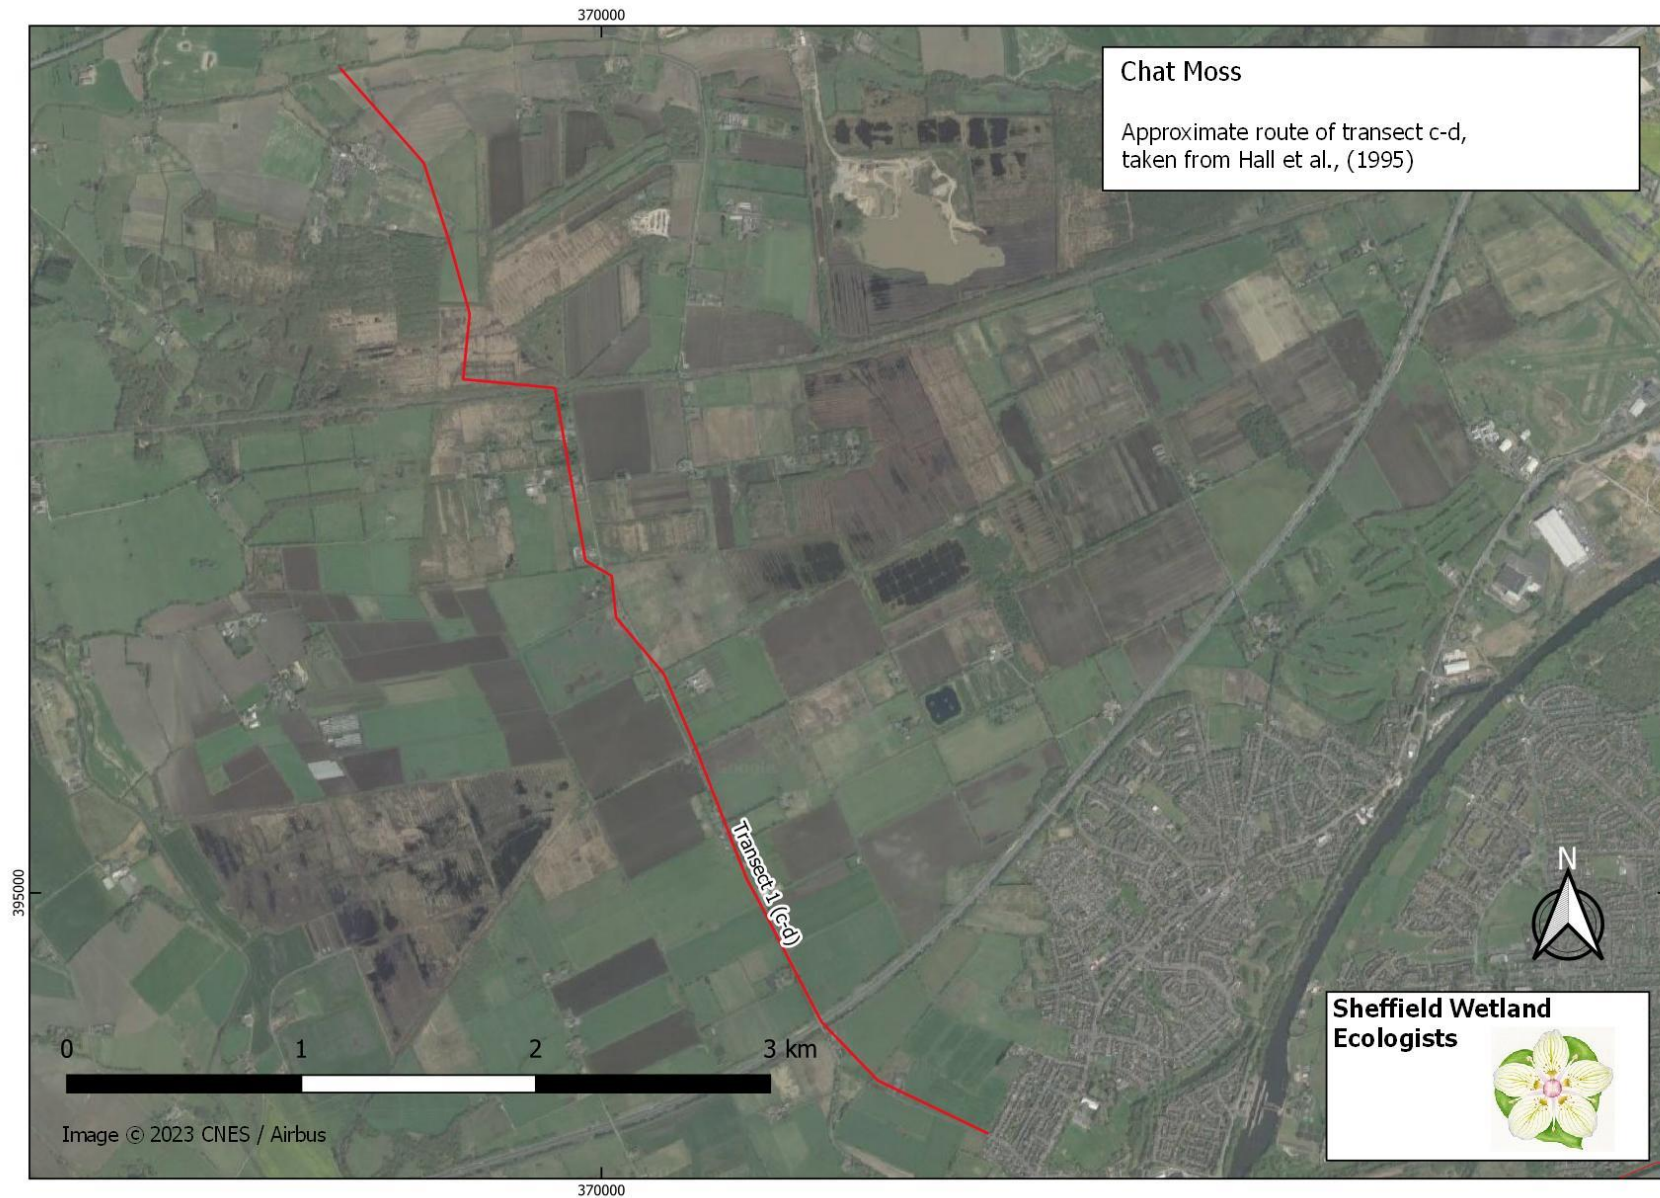 370000
Chat Moss
Approximate route of transect c-d,
taken from Hall et al., (1995)
Transect 1 (c-d)
395000
N
0 1 2 3 km
Image © 2023 CNES / Airbus
Sheffield Wetland
Ecologists
370000